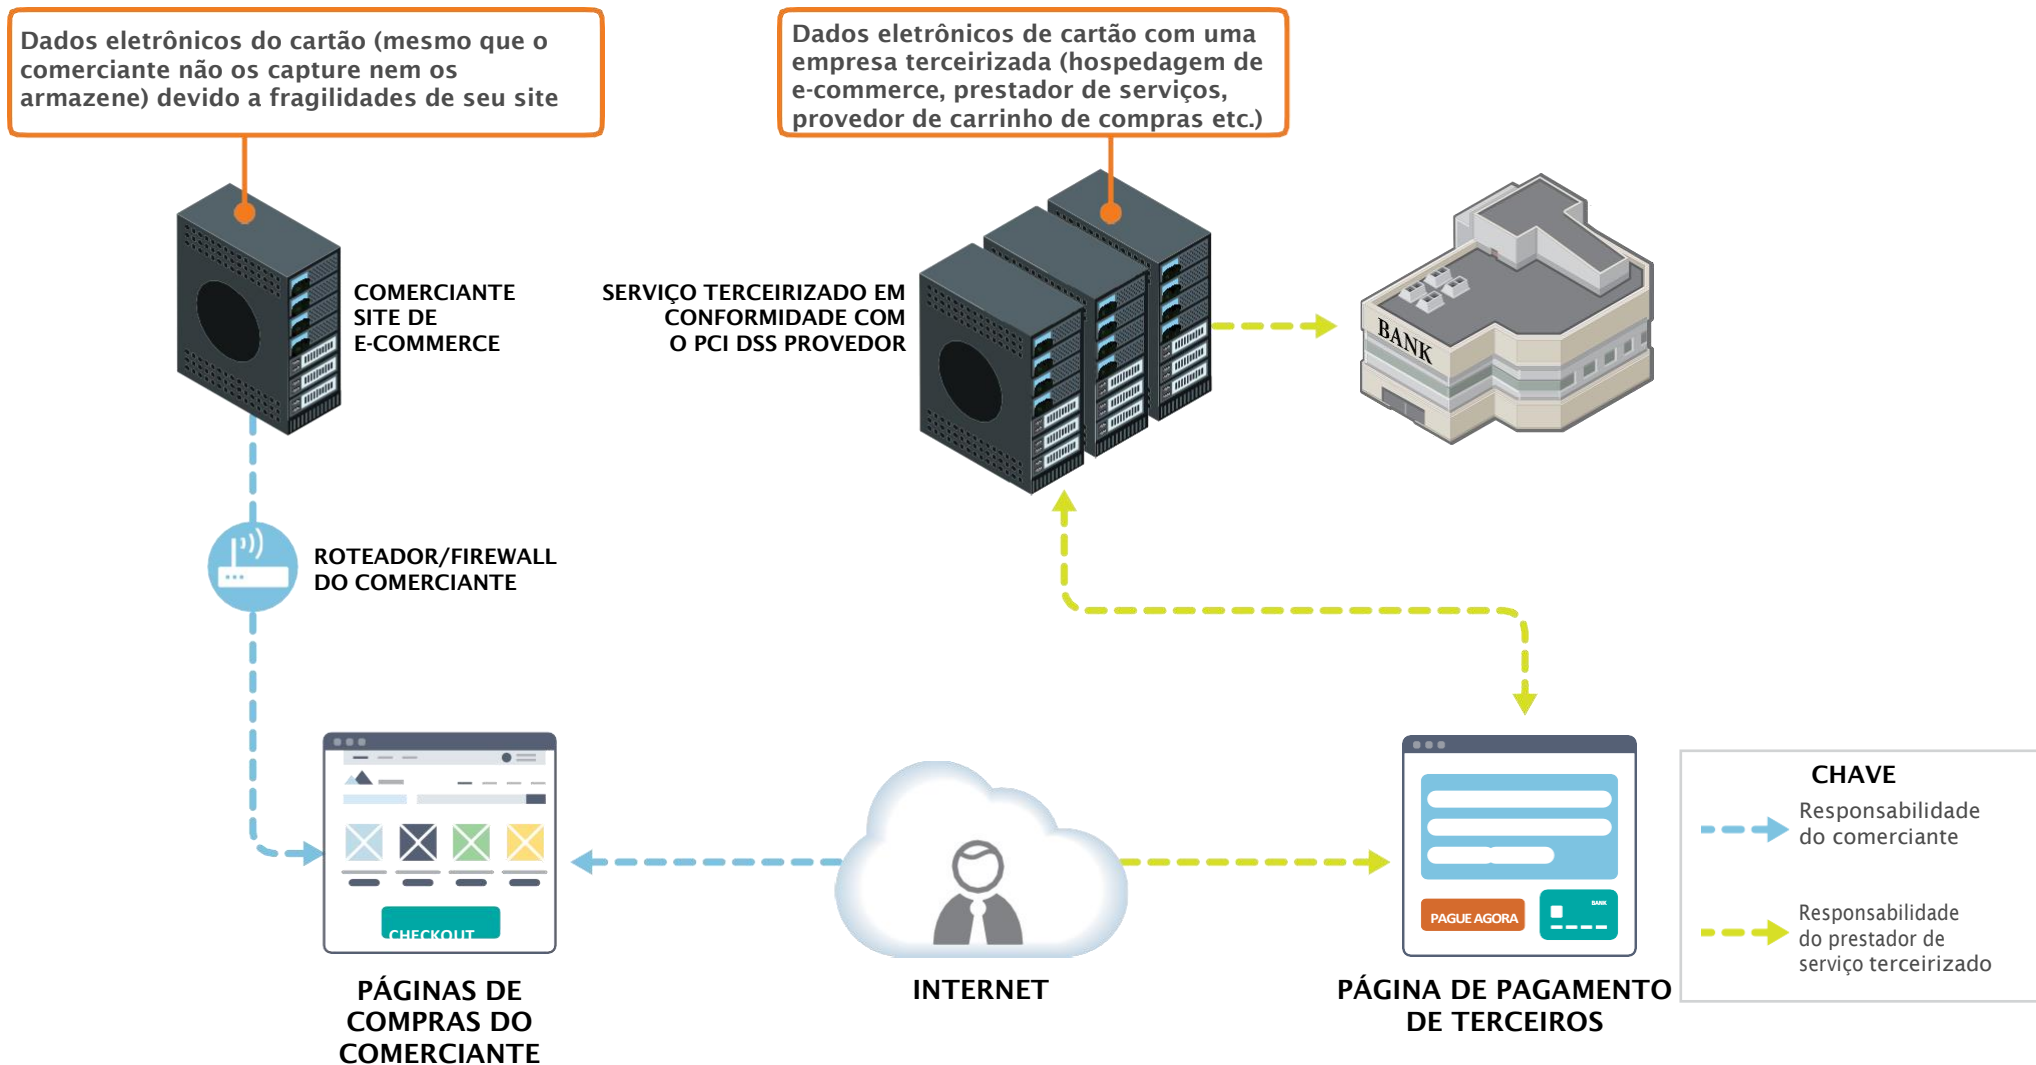 Dados eletrônicos do cartão (mesmo que o
comerciante não os capture nem os
armazene) devido a fragilidades de seu site
Dados eletrônicos de cartão com uma
empresa terceirizada (hospedagem de
e-commerce, prestador de serviços,
provedor de carrinho de compras etc.)
COMERCIANTE
SITE DE
E-COMMERCE
SERVIÇO TERCEIRIZADO EM
CONFORMIDADE COM
O PCI DSS PROVEDOR
BANK
ROTEADOR/FIREWALL
DO COMERCIANTE
CHECKOUT
PÁGINAS DE
COMPRAS DO
COMERCIANTE
INTERNET
PAGUE AGORA
BANK
PÁGINA DE PAGAMENTO
DE TERCEIROS
CHAVE
Responsabilidade
do comerciante
Responsabilidade
do prestador de
serviço terceirizado